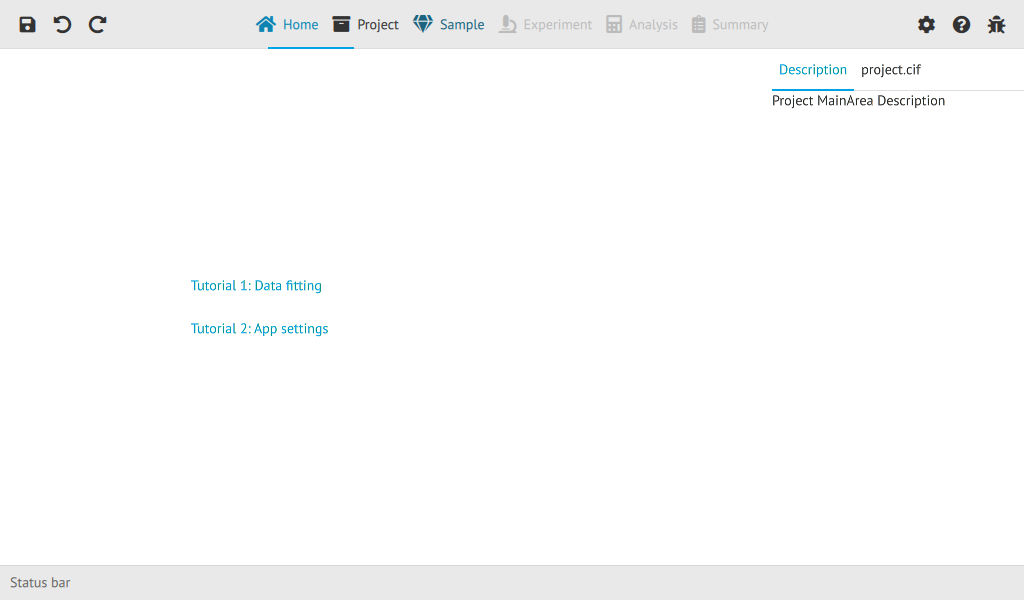 Home Project Sample Experiment Analysis Summary
Description project.cif
Project MainArea Description
Tutorial 1: Data fitting
Tutorial 2: App settings
Status bar